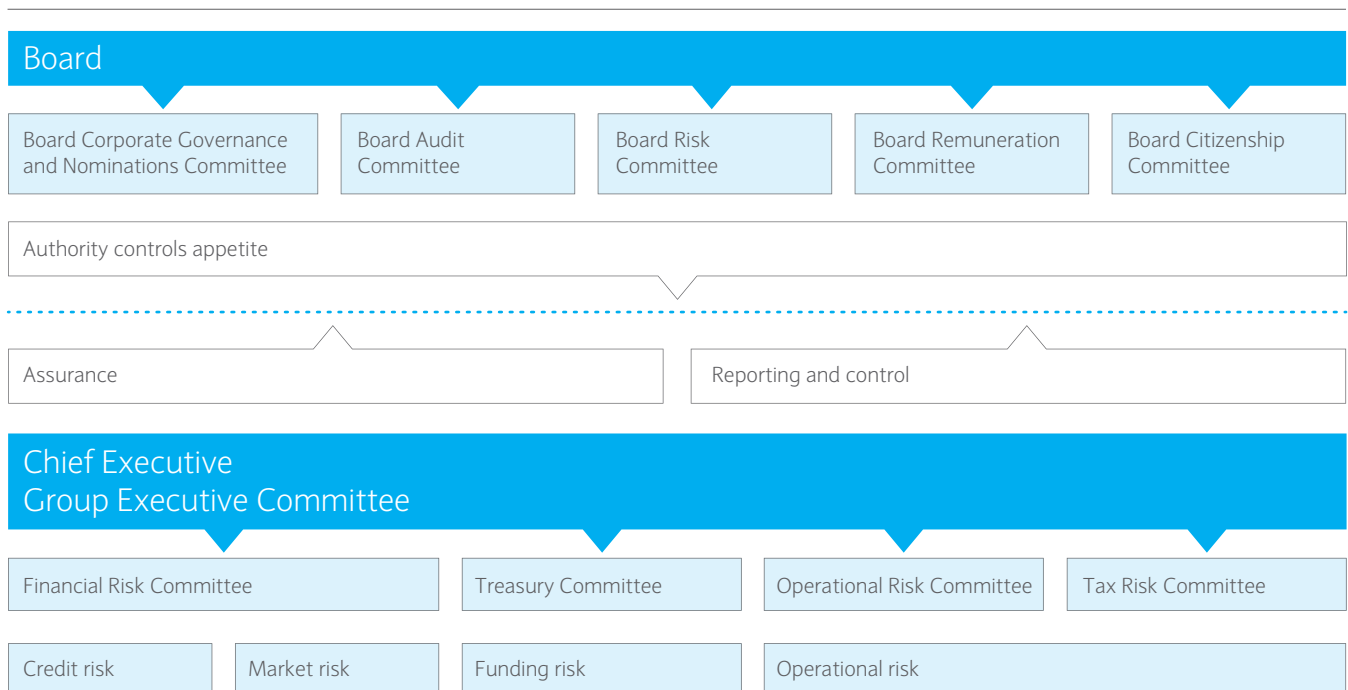 Board
Board Corporate Governance
and Nominations Committee
Board Audit
Committee
Board Risk
Committee
Board Remuneration
Committee
Board Citizenship
Committee
Authority controls appetite
Assurance
Reporting and control
Chief Executive
Group Executive Committee
Financial Risk Committee
Treasury Committee
Operational Risk Committee
Tax Risk Committee
Credit risk
Market risk
Funding risk
Operational risk